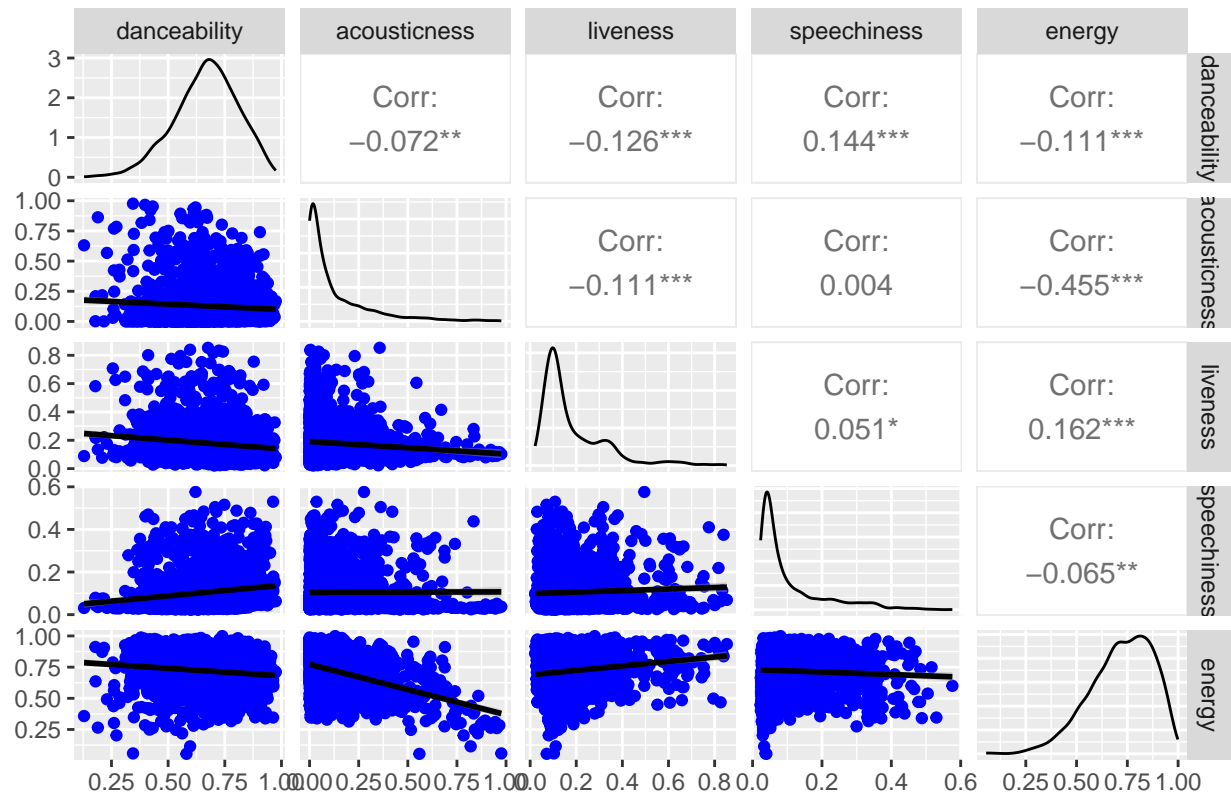 danceability acousticness liveness speechiness energy
3
2
1
0
Corr: Corr: Corr: Corr:
−0.072** −0.126*** 0.144*** −0.111***
danceability
1.00
0.75
0.50
0.25
0.00
Corr: Corr: Corr:
−0.111*** 0.004 −0.455***
acousticness
0.8
0.6
0.4
0.2
0.0
Corr: Corr:
0.051* 0.162***
liveness
0.6
0.4
0.2
0.0
Corr:
−0.065**
speechiness
1.00
0.75
0.50
0.25
energy
0.25 0.50 0.75 1.00 0.00 0.25 0.50 0.75 1.00 0.0 0.2 0.4 0.6 0.8 0.0 0.2 0.4 0.6 0.25 0.50 0.75 1.00